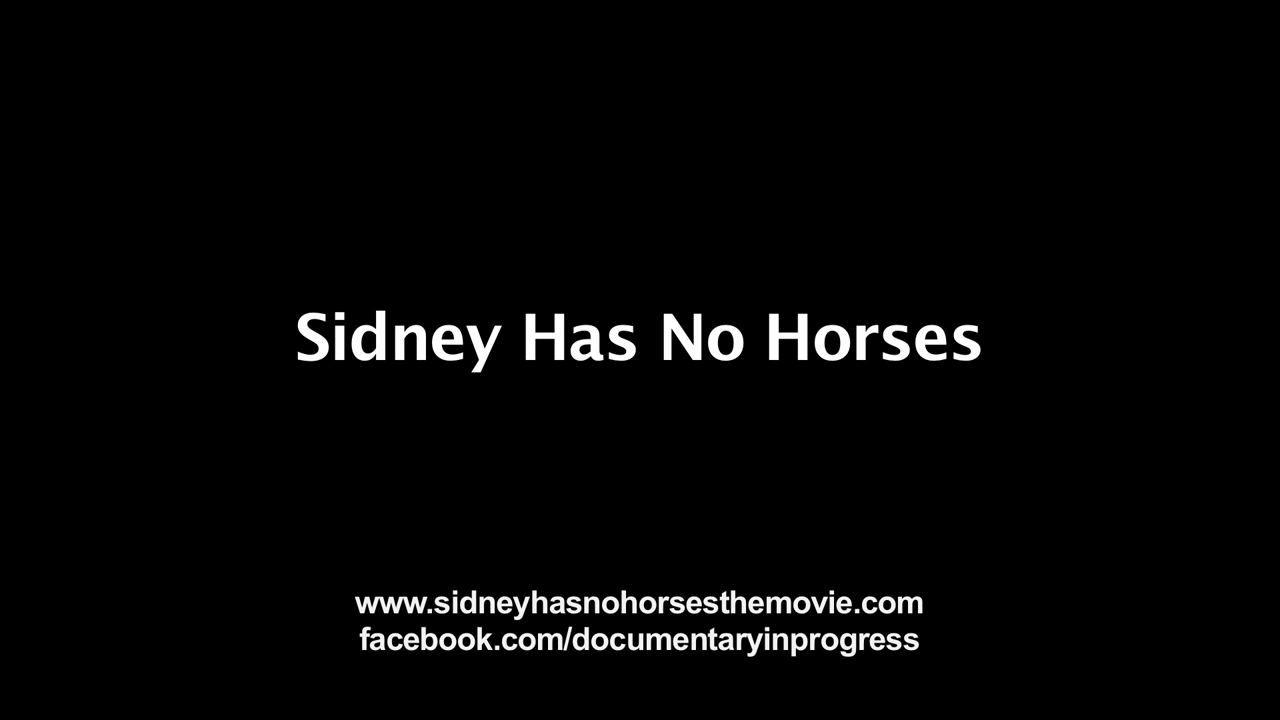 Sidney Has No Horses
www.sidneyhasnohorsesthemovie.com
facebook.com/documentaryinprogress